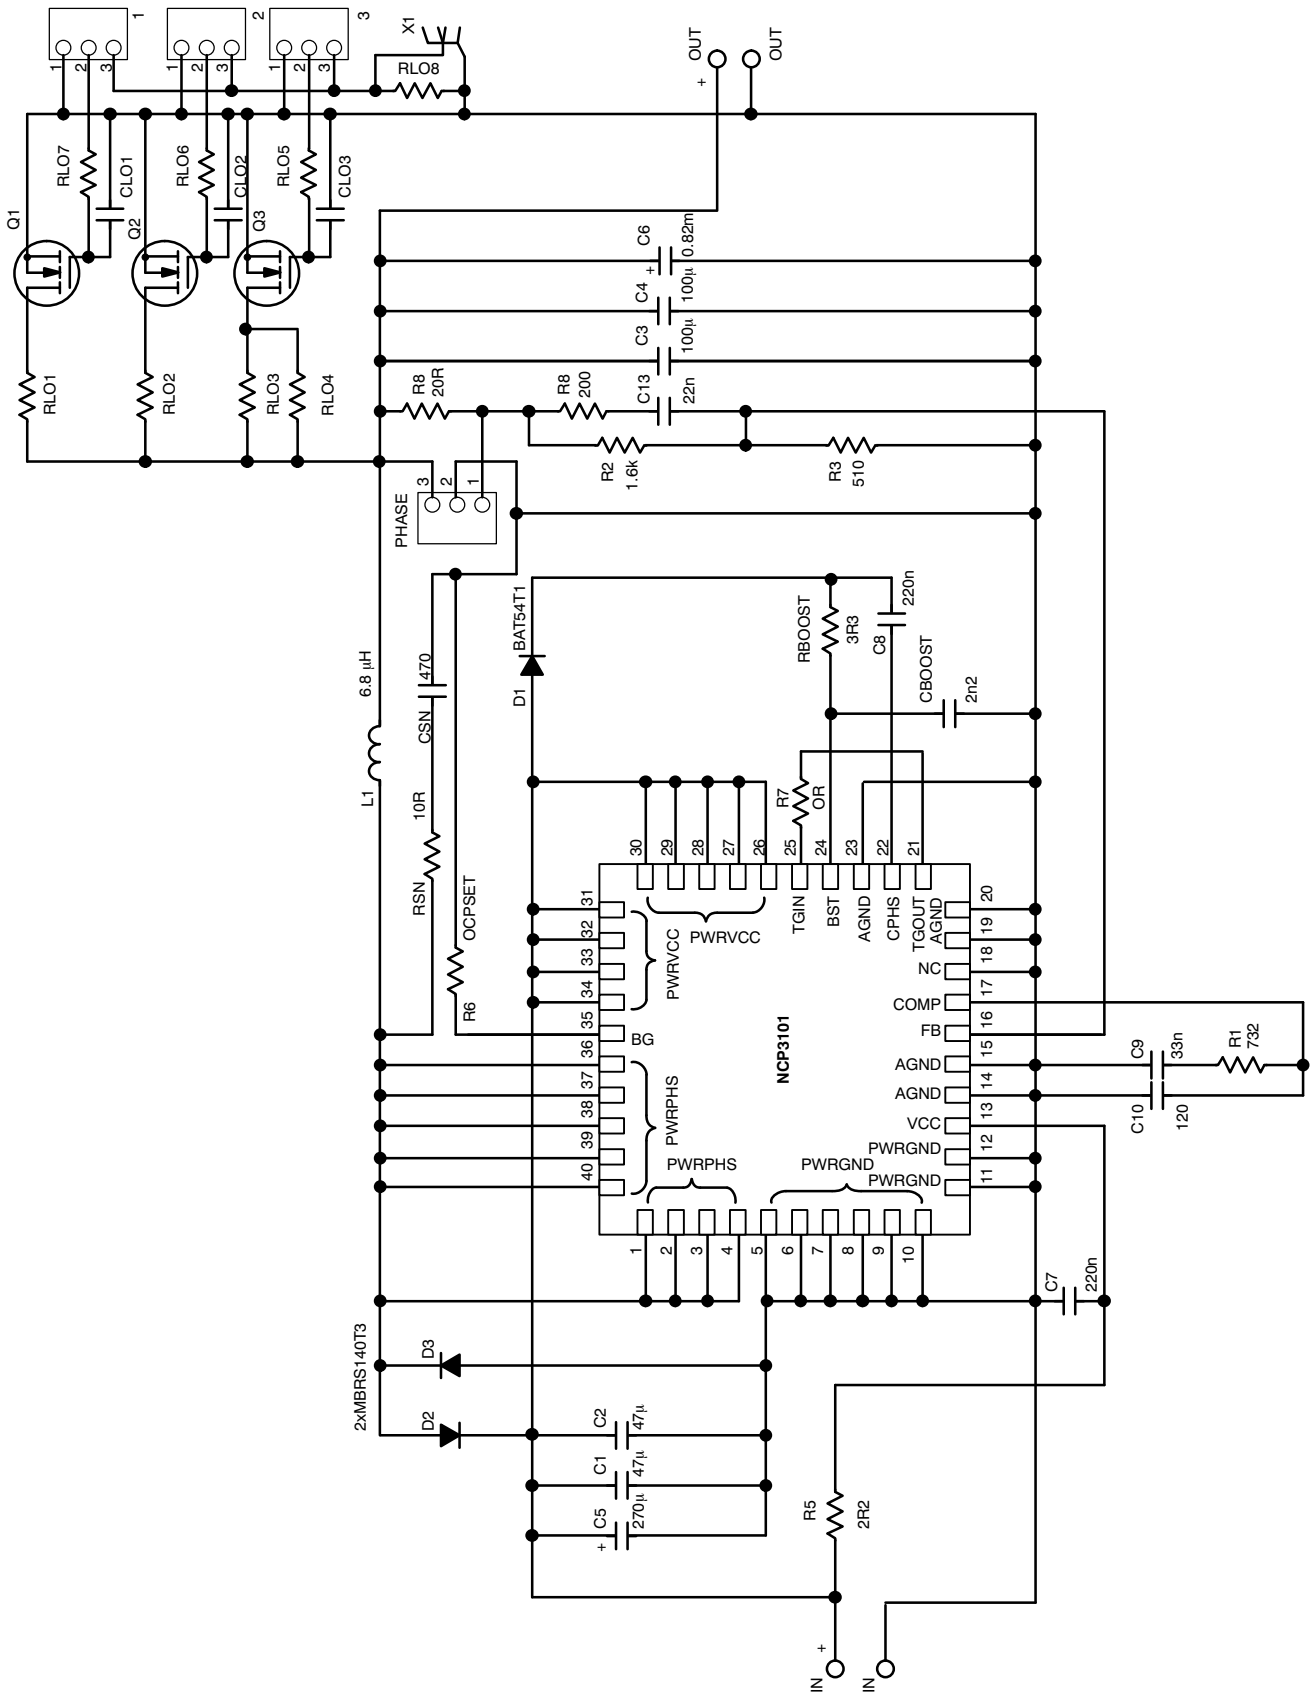 1
2
3
1
2
3
1
2
3
1
2
3
X1
RLO8
OUT
+
OUT
RLO7
CLO1
RLO6
CLO2
RLO5
CLO3
Q1
Q2
Q3
RLO1
RLO2
RLO3
RLO4
C6
+
0.82m
C4
100µ
C3
100µ
R8
20R
R8
200
C13
22n
R2
1.6k
R3
510
PHASE
3
2
1
6.8 µH
L1
470
CSN
10R
RSN
OCPSET
R6
BAT54T1
D1
RBOOST
3R3
C8
220n
CBOOST
2n2
R7
OR
30
29
28
27
26
25
24
23
22
21
PWRVCC
TGIN
BST
AGND
CPHS
TGOUT
31
32
33
34
35
36
37
38
39
40
PWRVCC
BG
PWRPHS
NCP3101
AGND
NC
COMP
FB
AGND
AGND
VCC
PWRGND
PWRGND
20
19
18
17
16
15
14
13
12
11
C9
33n
R1
732
C10
120
PWRPHS
PWRGND
1
2
3
4
5
6
7
8
9
10
C7
220n
2xMBRS140T3
D3
D2
C2
47µ
C1
47µ
C5
+
270µ
R5
2R2
IN
+
IN